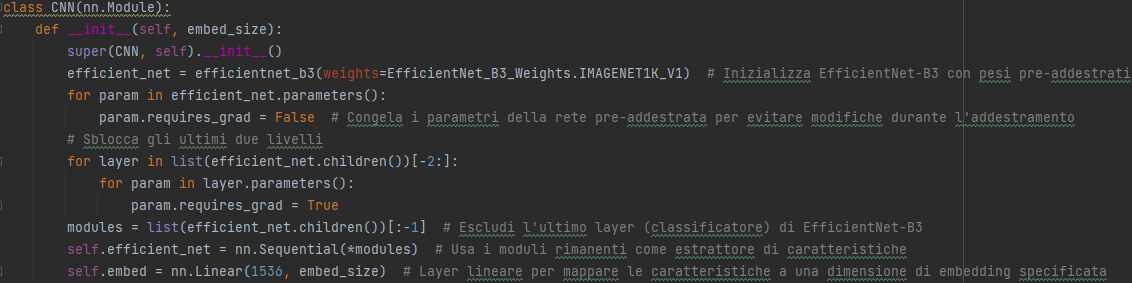 class CNN(nn.Module):
    def __init__(self, embed_size):
        super(CNN, self).__init__()
        efficient_net = efficientnet_b3(weights=EfficientNet_B3_Weights.IMAGENET1K_V1)  # Inizializza EfficientNet-B3 con pesi pre-addestrati
        for param in efficient_net.parameters():
            param.requires_grad = False  # Congela i parametri della rete pre-addestrata per evitare modifiche durante l'addestramento
        # Sblocca gli ultimi due livelli
        for layer in list(efficient_net.children())[-2:]:
            for param in layer.parameters():
                param.requires_grad = True
        modules = list(efficient_net.children())[:-1]  # Escludi l'ultimo layer (classificatore) di EfficientNet-B3
        self.efficient_net = nn.Sequential(*modules)  # Usa i moduli rimanenti come estrattore di caratteristiche
        self.embed = nn.Linear(1536, embed_size)  # Layer lineare per mappare le caratteristiche a una dimensione di embedding specificata